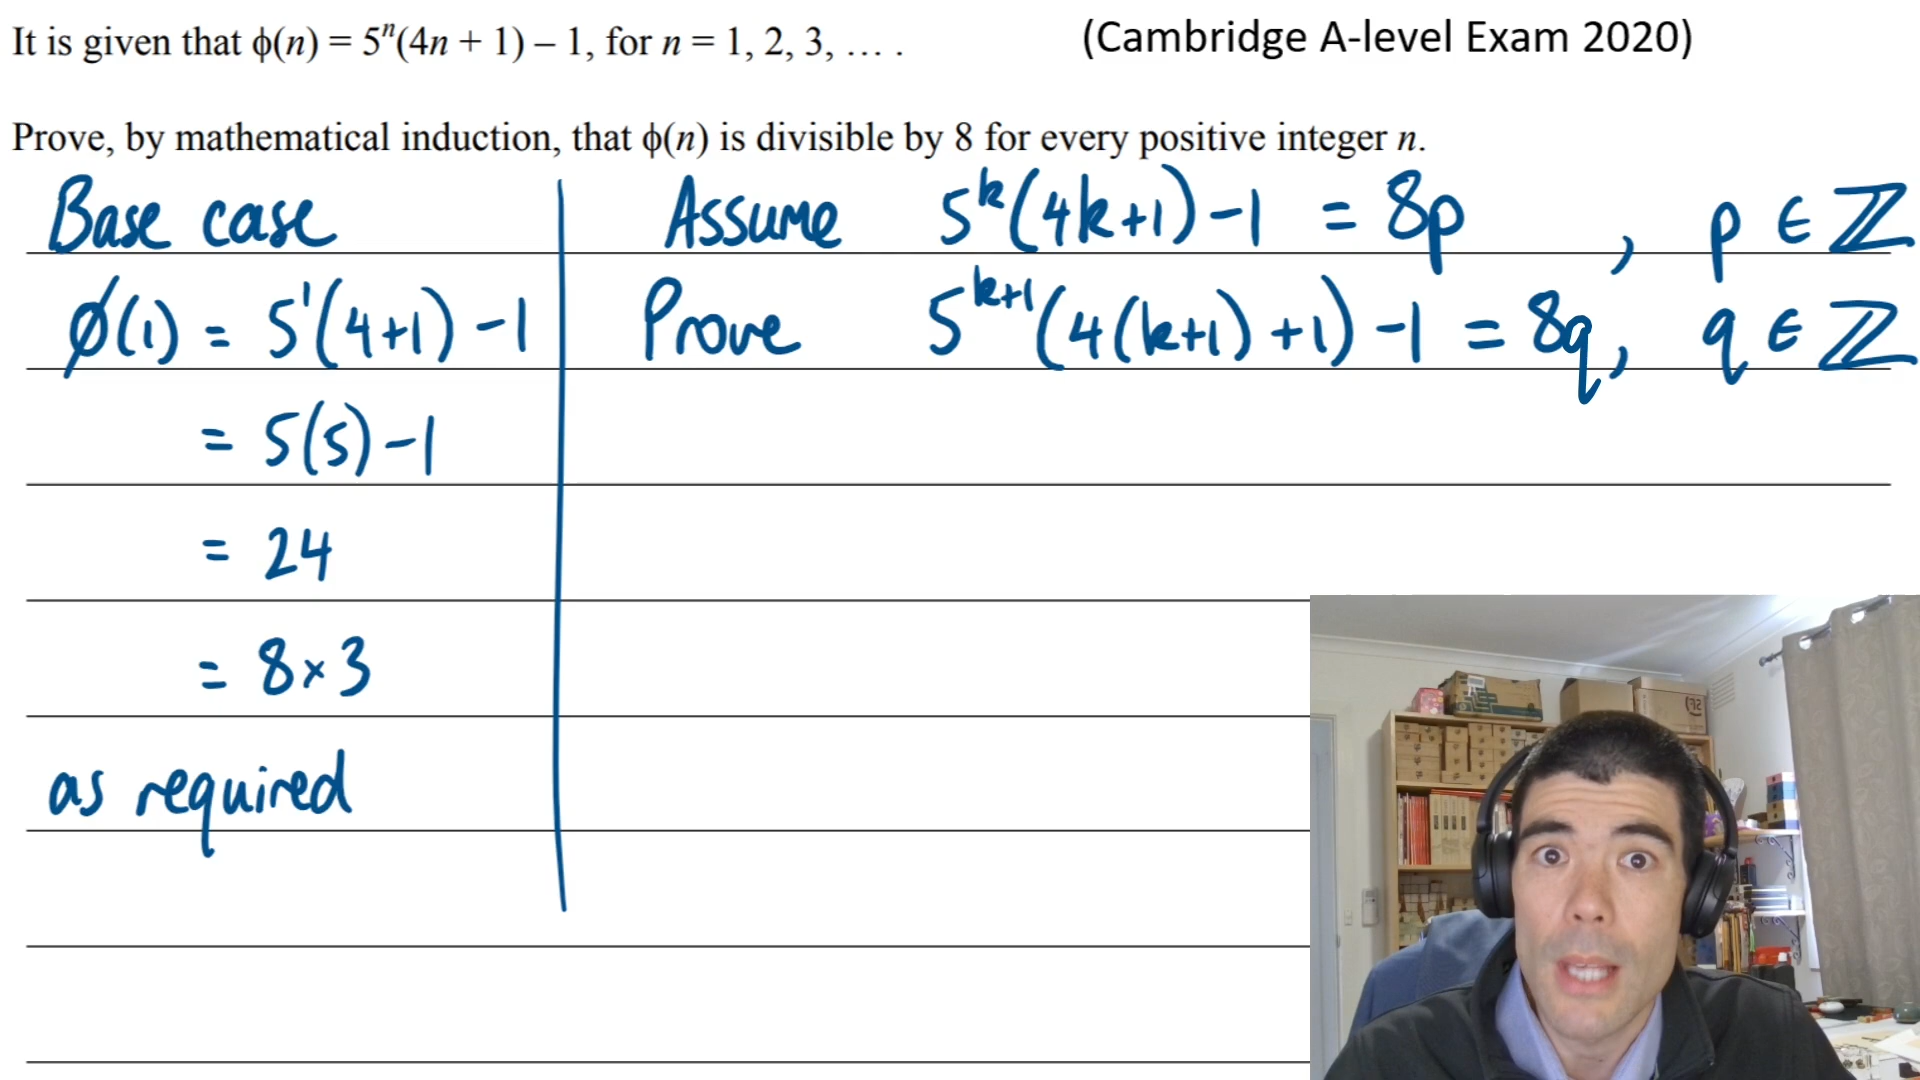 It is given that ϕ(n) = 5ⁿ(4n + 1) – 1, for n = 1, 2, 3, … .
(Cambridge A-level Exam 2020)
Prove, by mathematical induction, that ϕ(n) is divisible by 8 for every positive integer n.
Base case
ϕ(1) = 5¹(4+1) -1
= 5(5)-1
= 24
= 8×3
as required
Assume 5ᵏ(4k+1)-1 = 8p , p ∈ ℤ
Prove 5ᵏ⁺¹(4(k+1)+1)-1 = 8q, q ∈ ℤ